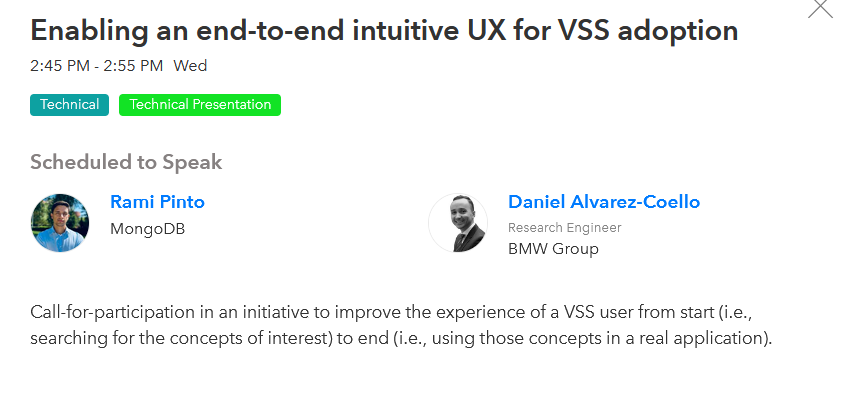 Enabling an end-to-end intuitive UX for VSS adoption
2:45 PM - 2:55 PM Wed
Technical Technical Presentation
Scheduled to Speak
Rami Pinto Daniel Alvarez-Coello
MongoDB Research Engineer
BMW Group
Call-for-participation in an initiative to improve the experience of a VSS user from start (i.e.,
searching for the concepts of interest) to end (i.e., using those concepts in a real application).